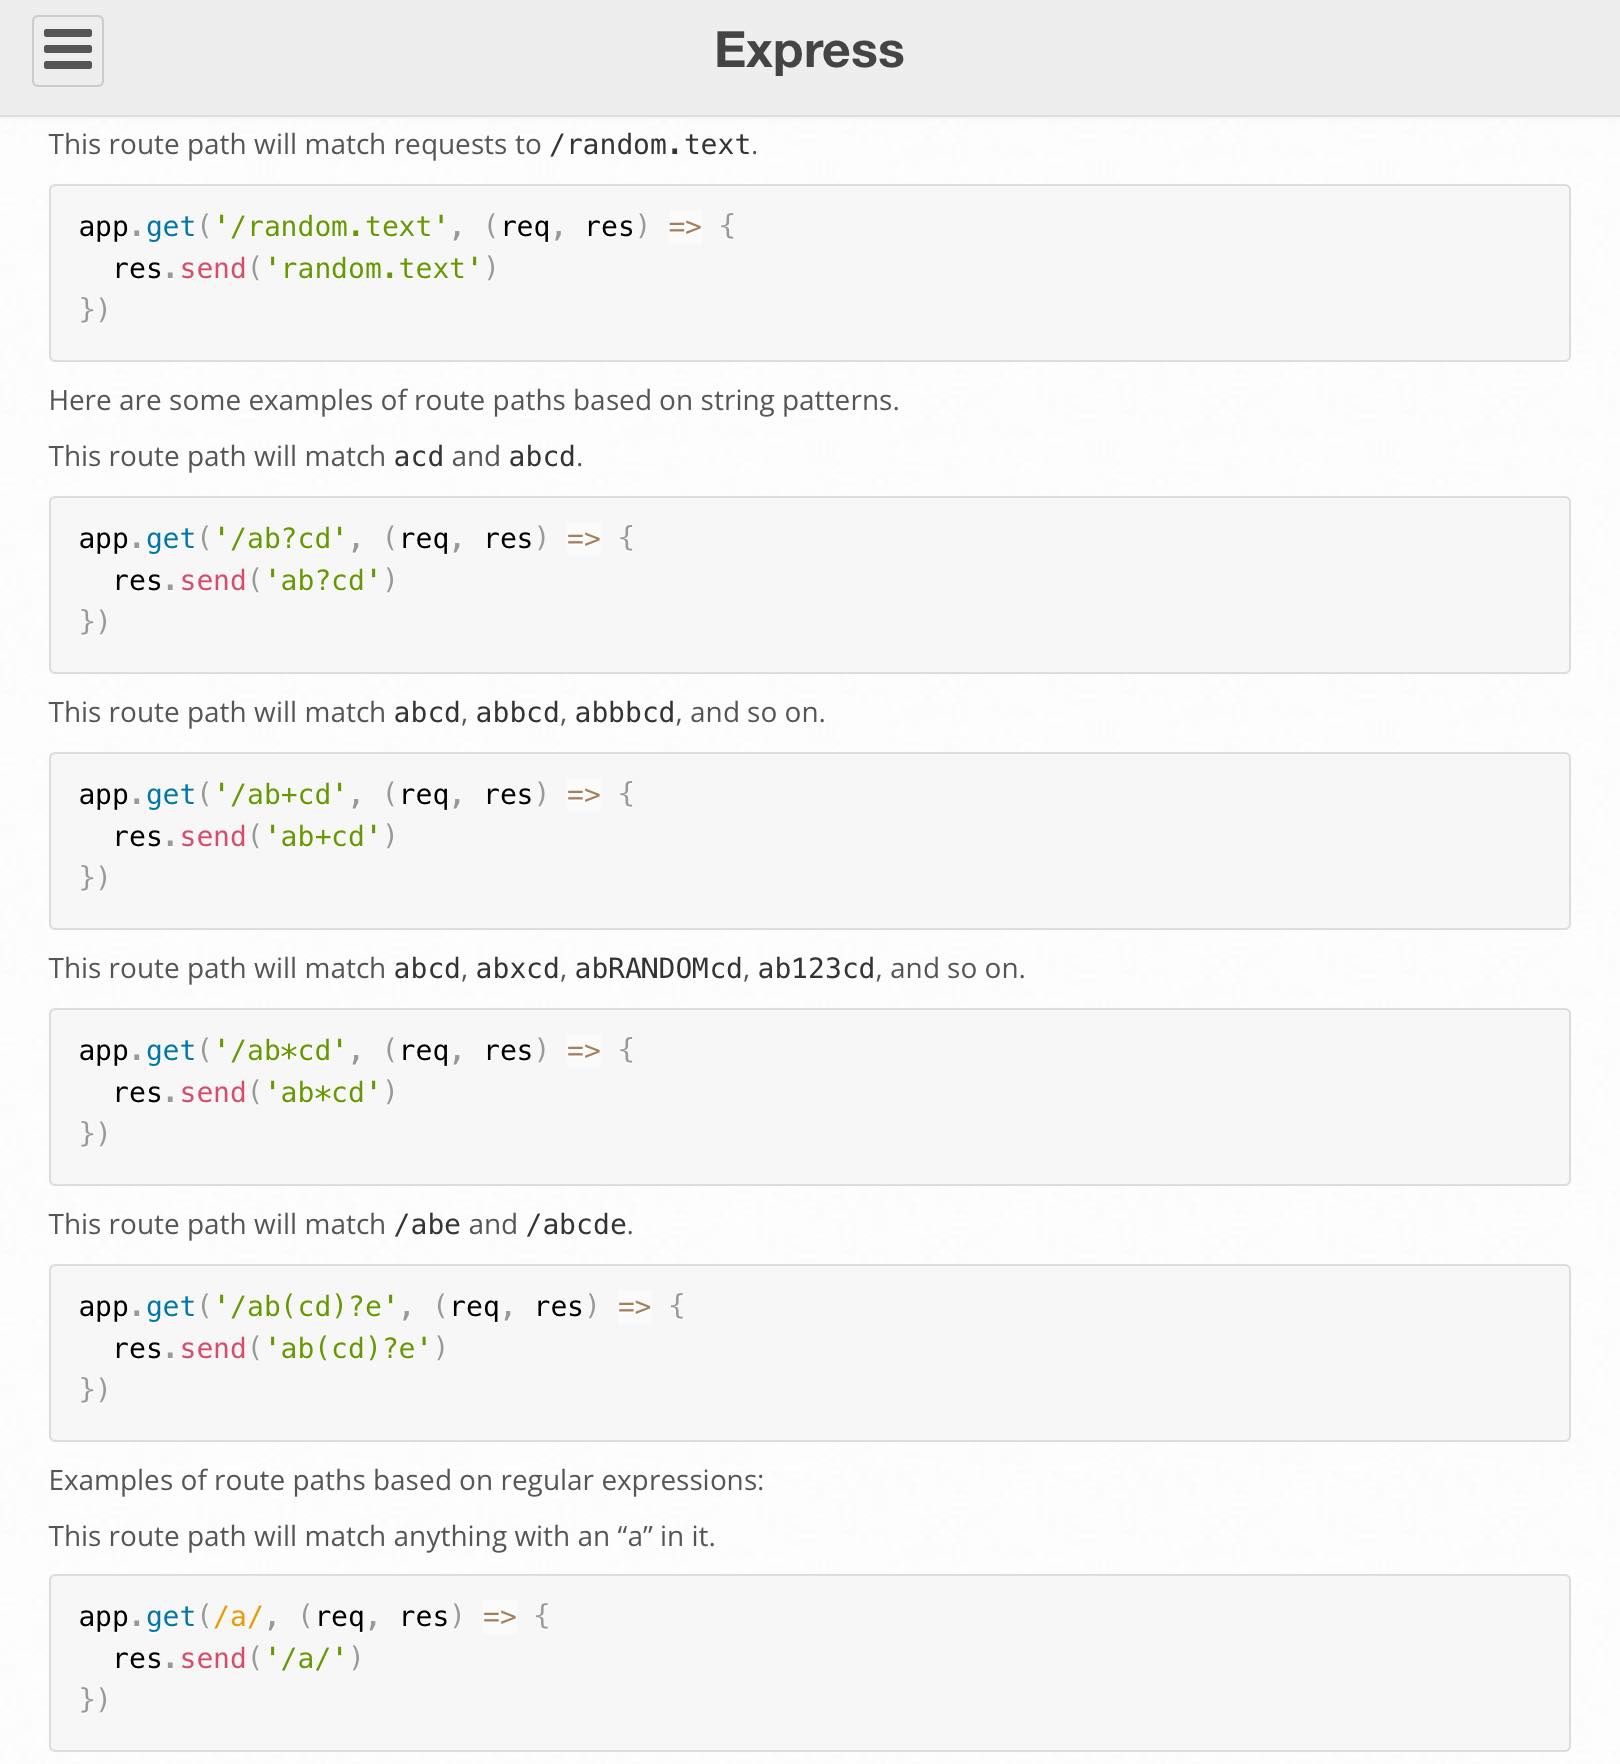 Express
This route path will match requests to /random.text.
app.get('/random.text', (req, res) => {
  res.send('random.text')
})
Here are some examples of route paths based on string patterns.
This route path will match acd and abcd.
app.get('/ab?cd', (req, res) => {
  res.send('ab?cd')
})
This route path will match abcd, abbcd, abbbcd, and so on.
app.get('/ab+cd', (req, res) => {
  res.send('ab+cd')
})
This route path will match abcd, abxcd, abRANDOMcd, ab123cd, and so on.
app.get('/ab*cd', (req, res) => {
  res.send('ab*cd')
})
This route path will match /abe and /abcde.
app.get('/ab(cd)?e', (req, res) => {
  res.send('ab(cd)?e')
})
Examples of route paths based on regular expressions:
This route path will match anything with an “a” in it.
app.get(/a/, (req, res) => {
  res.send('/a/')
})